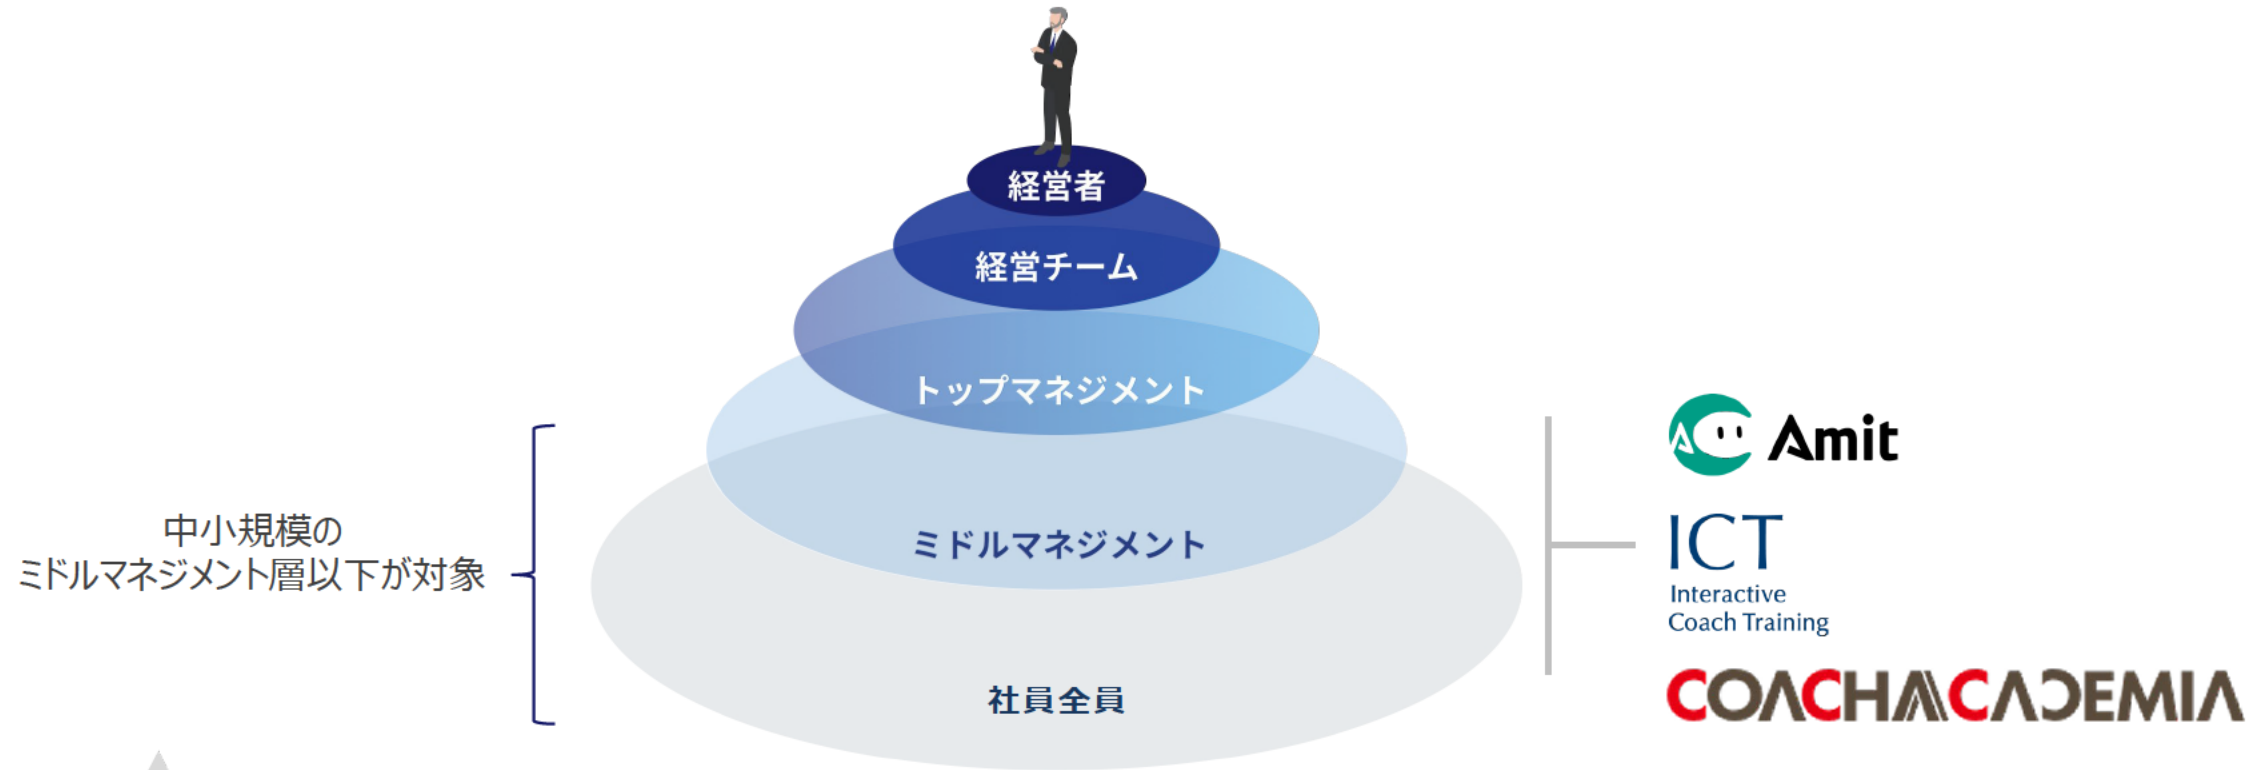 経営者
経営チーム
トップマネジメント
ミドルマネジメント
社員全員
中小規模の
ミドルマネジメント層以下が対象
Amit
ICT
Interactive
Coach Training
COACHACADEMIA